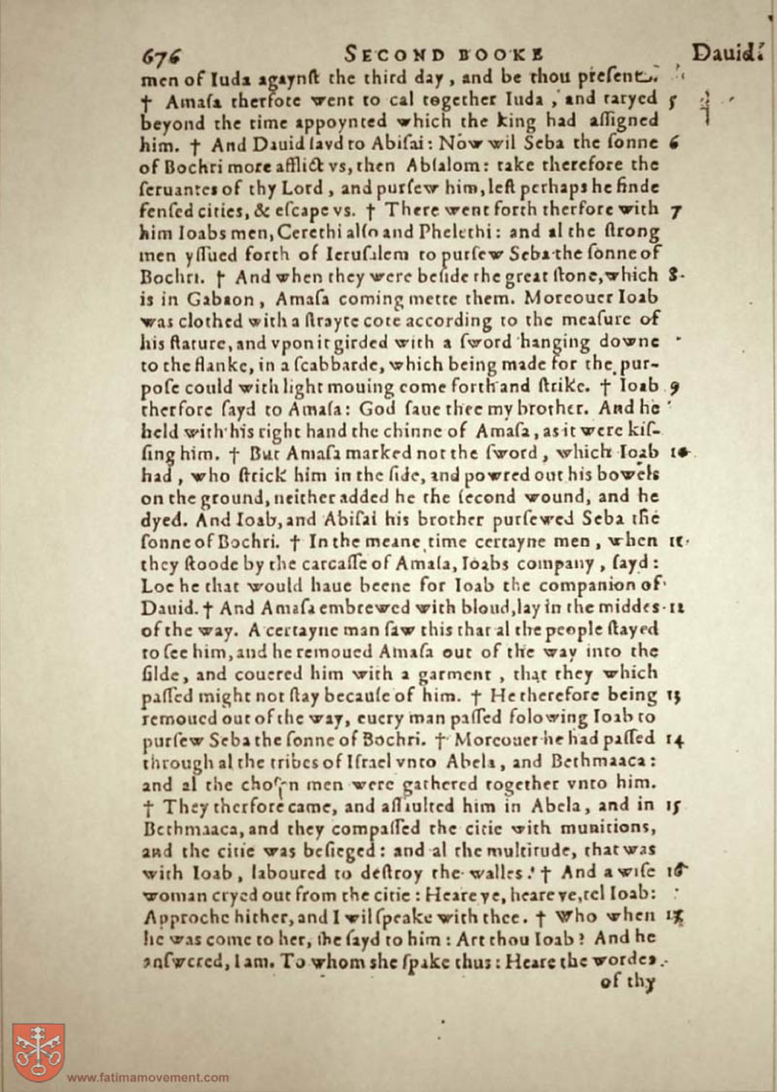 676 SECOND BOOKE Dauid.
men of Iuda agaynſt the third day, and be thou preſent.
† Amaſa therfore went to cal together Iuda, and taryed 5
beyond the time appoynted which the king had aſſigned
him. † And Dauid ſayd to Abiſai: Now wil Seba the ſonne 6
of Bochri more afflict vs, then Abſalom: take therefore the
ſeruantes of thy Lord, and purſew him, leſt perhaps he finde
fenſed cities, & eſcape vs. † There went forth therfore with 7
him Ioabs men, Cerethi alſo and Phelethi: and al the ſtrong
men yſſued forth of Ieruſalem to purſew Seba the ſonne of
Bochri. † And when they were beſide the great ſtone, which 8
is in Gabaon, Amaſa coming mette them. Moreouer Ioab
was clothed with a ſtrayte cote according to the meaſure of
his ſtature, and vpon it girded with a ſword hanging downe
to the flanke, in a ſcabbarde, which being made for the pur-
poſe could with light mouing come forth and ſtrike. † Ioab 9
therfore ſayd to Amaſa: God ſaue thee my brother. And he
held with his right hand the chinne of Amaſa, as it were kiſ-
ſing him. † But Amaſa marked not the ſword, which Ioab 10
had, who ſtrick him in the ſide, and powred out his bowels
on the ground, neither added he the ſecond wound, and he
dyed. And Ioab, and Abiſai his brother purſewed Seba the
ſonne of Bochri. † In the meane time certayne men, when 11
they ſtoode by the carcaſſe of Amaſa, Ioabs company, ſayd:
Loe he that would haue beene for Ioab the companion of
Dauid. † And Amaſa embrewed with bloud, lay in the middes 12
of the way. A certayne man ſaw this that al the people ſtayed
to ſee him, and he remoued Amaſa out of the way into the
filde, and couered him with a garment, that they which
paſſed might not ſtay becauſe of him. † He therefore being 13
remoued out of the way, euery man paſſed folowing Ioab to
purſew Seba the ſonne of Bochri. † Moreouer he had paſſed 14
through al the tribes of Iſrael vnto Abela, and Bethmaaca:
and al the choſen men were gathered together vnto him.
† They therfore came, and aſſaulted him in Abela, and in 15
Bethmaaca, and they compaſſed the citie with munitions,
and the citie was beſieged: and al the multitude, that was
with Ioab, laboured to deſtroy the walles. † And a wiſe 16
woman cryed out from the citie: Heare ye, heare ye, tel Ioab:
Approche hither, and I wil ſpeake with thee. † Who when 17
he was come to her, ſhe ſayd to him: Art thou Ioab? And he
anſwered, I am. To whom she ſpake thus: Heare the wordes
of thy
www.fatimamovement.com